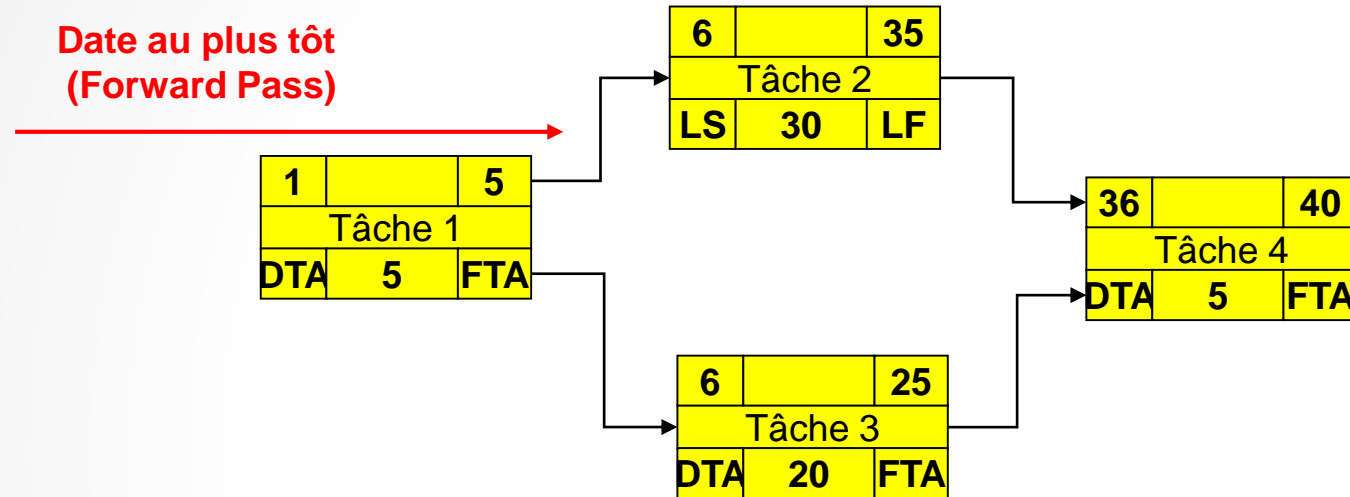 Date au plus tôt
(Forward Pass)
6 35
Tâche 2
LS 30 LF
1 5
Tâche 1
DTA 5 FTA
36 40
Tâche 4
DTA 5 FTA
6 25
Tâche 3
DTA 20 FTA